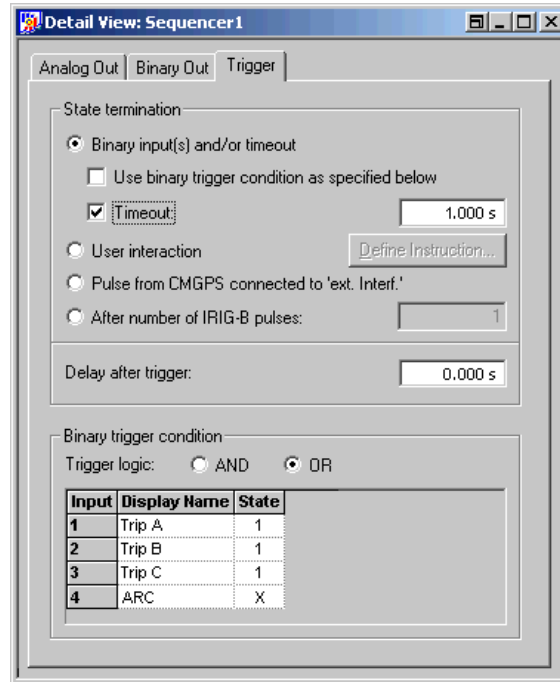 Detail View: Sequencer1
Analog Out Binary Out Trigger
State termination
Binary input(s) and/or timeout
Use binary trigger condition as specified below
Timeout: 1.000 s
User interaction Define Instruction...
Pulse from CMGPS connected to 'ext. Interf.'
After number of IRIG-B pulses: 1
Delay after trigger: 0.000 s
Binary trigger condition
Trigger logic: AND OR
Input Display Name State
1 Trip A 1
2 Trip B 1
3 Trip C 1
4 ARC X